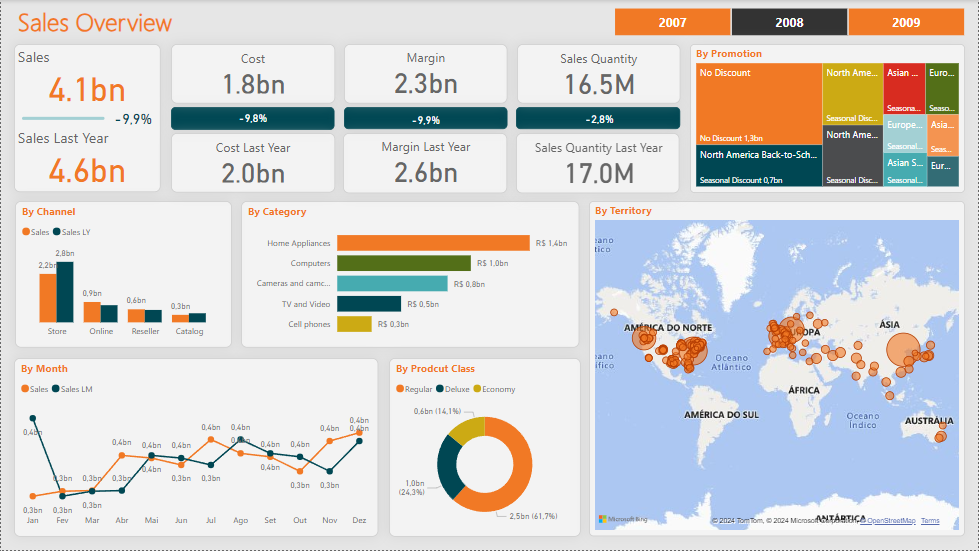 Sales Overview
2007
2008
2009
Sales
4.1bn
-9.9%
Sales Last Year
4.6bn
Cost
1.8bn
-9,8%
Cost Last Year
2.0bn
Margin
2.3bn
-9,9%
Margin Last Year
2.6bn
Sales Quantity
16.5M
-2,8%
Sales Quantity Last Year
17.0M
By Promotion
No Discount
No Discount 1,3bn
North America Back-to-Sch...
Seasonal Discount 0,7bn
North Ame...
Seasonal Disc...
North Ame...
Seasonal Disc...
Asian ...
Seasona...
Euro...
Seas...
Europe...
Seasonal...
Asia...
Seas...
Asian S...
Seasonal...
Eur...
By Channel
Sales Sales LY
2,2bn
2,8bn
0,9bn
0,6bn
0,3bn
Store
Online
Reseller
Catalog
By Category
Home Appliances
R$ 1,4bn
Computers
R$ 1,0bn
Cameras and camc...
R$ 0,8bn
TV and Video
R$ 0,5bn
Cell phones
R$ 0,3bn
By Territory
eano
tico
AMÉRICA DO NORTE
EUROPA
ÁSIA
Oceano
Atlântico
ano
ífico
ÁFRICA
AMÉRICA DO SUL
Oceano
Índico
AUSTRÁLIA
ANTÁRTICA
Microsoft Bing
© 2024 TomTom, © 2024 Microsoft Corporation, © OpenStreetMap Terms
By Month
Sales Sales LM
0,4bn
0,3bn
0,3bn
0,3bn
0,3bn
0,4bn
0,3bn
0,4bn
0,4bn
0,4bn
0,3bn
0,4bn
0,3bn
0,4bn
0,4bn
0,4bn
0,4bn
0,4bn
0,3bn
0,4bn
0,3bn
0,4bn
0,4bn
Jan
Fev
Mar
Abr
Mai
Jun
Jul
Ago
Set
Out
Nov
Dez
By Prodcut Class
Regular Deluxe Economy
0,6bn (14,1%)
1,0bn
(24,3%)
2,5bn (61,7%)